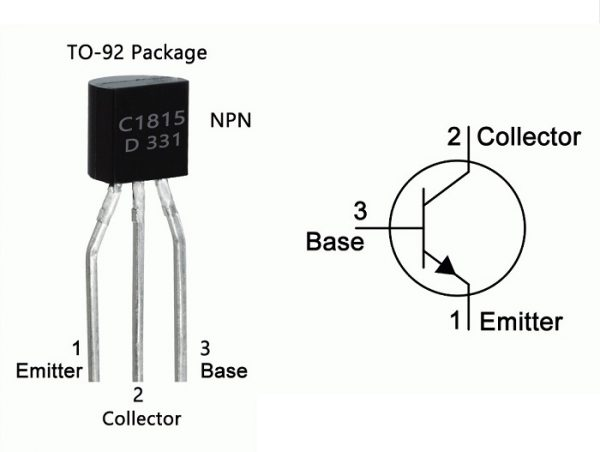 TO-92 Package
C1815
D 331
NPN
1
Emitter
2
Collector
3
Base
2 Collector
3
Base
1 Emitter